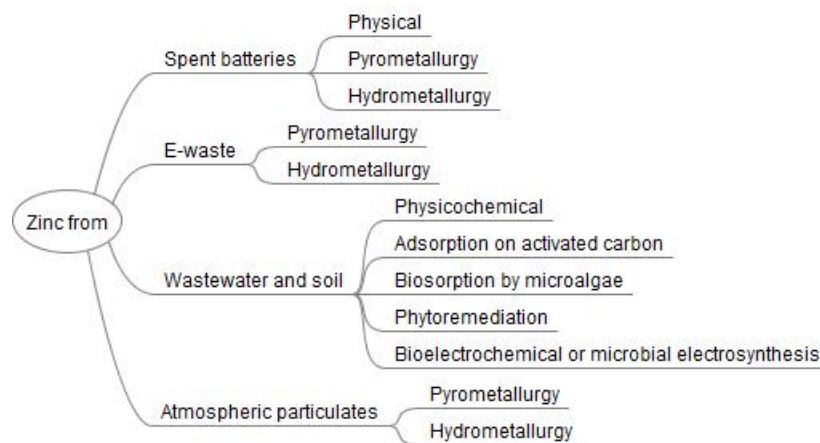 Zinc from
Spent batteries
Physical
Pyrometallurgy
Hydrometallurgy
E-waste
Pyrometallurgy
Hydrometallurgy
Wastewater and soil
Physicochemical
Adsorption on activated carbon
Biosorption by microalgae
Phytoremediation
Bioelectrochemical or microbial electrosynthesis
Atmospheric particulates
Pyrometallurgy
Hydrometallurgy